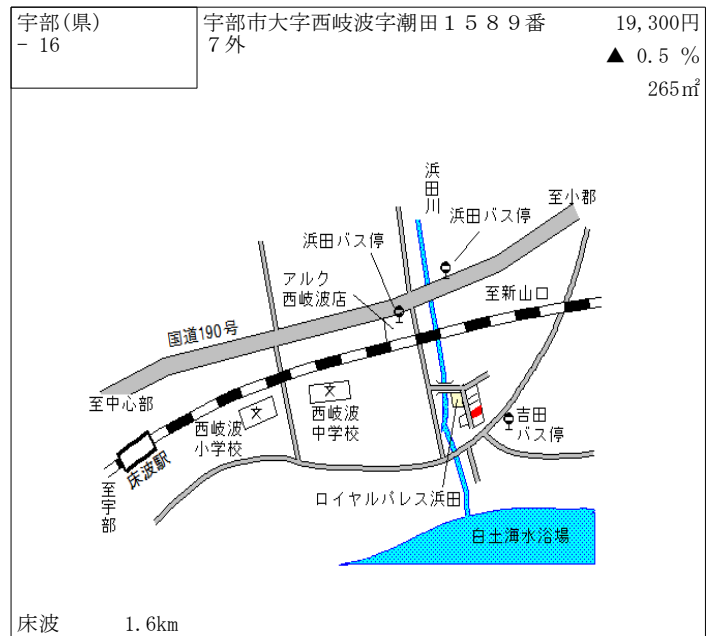 宇部(県)
- 16
宇部市大字西岐波字潮田１５８９番
７外
19,300円
▲ 0.5 %
265㎡
浜田川
至小郡
浜田バス停
浜田バス停
アルク
西岐波店
至新山口
国道190号
至中心部
西岐波
小学校
西岐波
中学校
吉田
バス停
床波駅
至宇部
ロイヤルパレス浜田
白土海水浴場
床波 1.6km